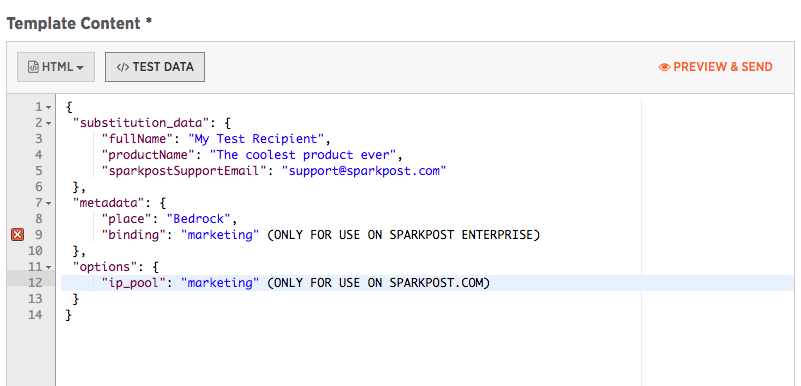 Template Content *
HTML </> TEST DATA PREVIEW & SEND
1 {
2 "substitution_data": {
3 "fullName": "My Test Recipient",
4 "productName": "The coolest product ever",
5 "sparkpostSupportEmail": "support@sparkpost.com"
6 },
7 "metadata": {
8 "place": "Bedrock",
9 "binding": "marketing" (ONLY FOR USE ON SPARKPOST ENTERPRISE)
10 },
11 "options": {
12 "ip_pool": "marketing" (ONLY FOR USE ON SPARKPOST.COM)
13 }
14 }